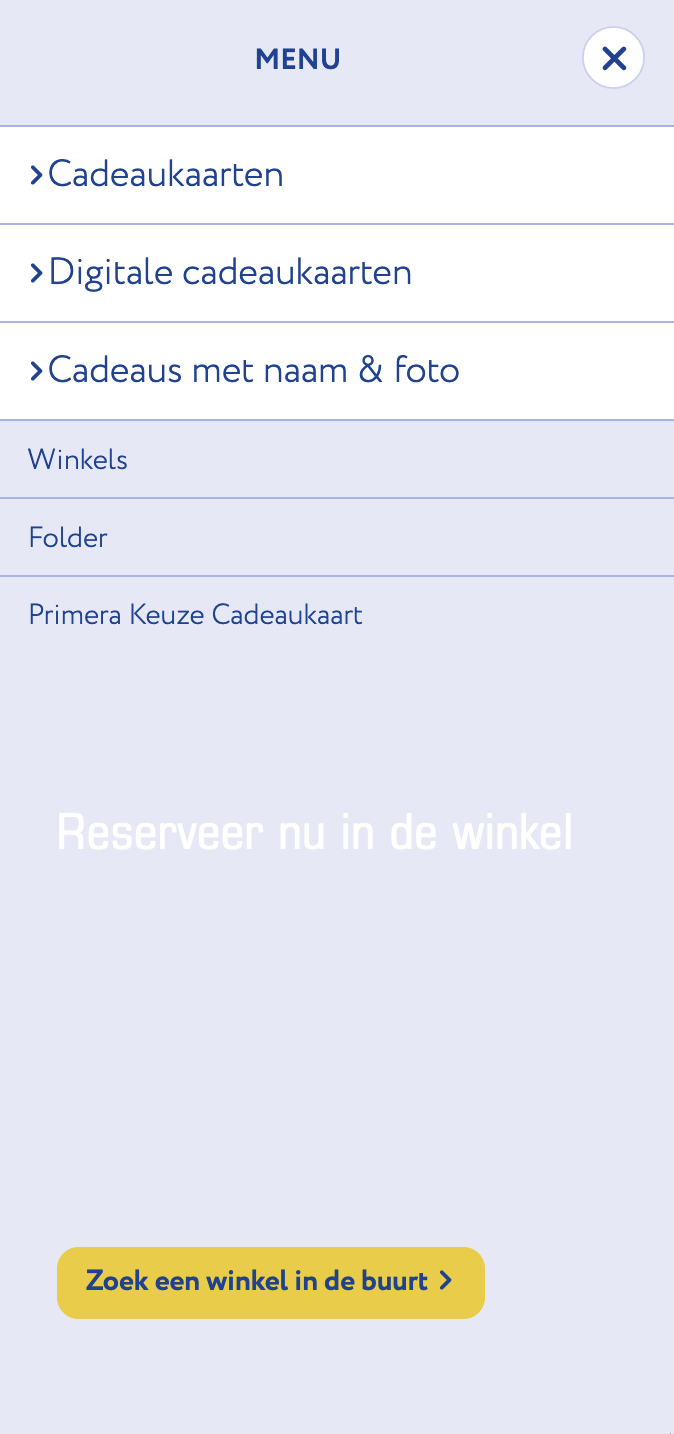 MENU
Cadeaukaarten
Digitale cadeaukaarten
Cadeaus met naam & foto
Winkels
Folder
Primera Keuze Cadeaukaart
Reserveer nu in de winkel
Zoek een winkel in de buurt